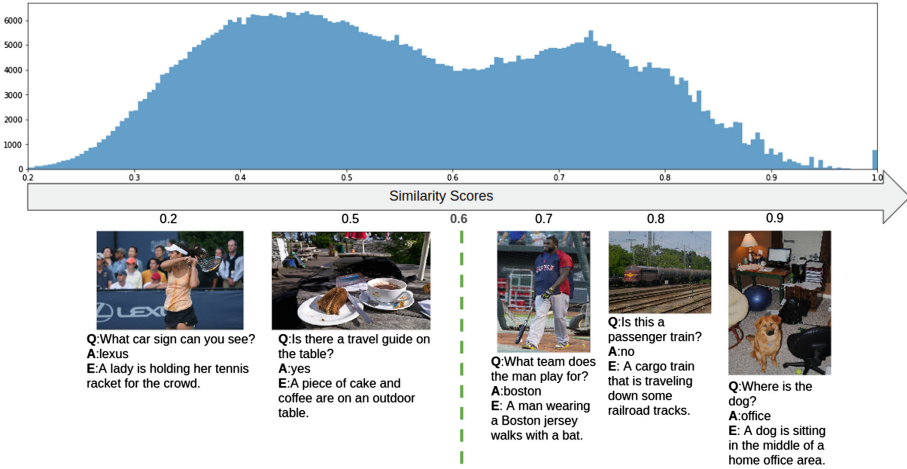 6000
5000
4000
3000
2000
1000
0
0.2 0.3 0.4 0.5 0.6 0.7 0.8 0.9 1.0
Similarity Scores
0.2 0.5 0.6 0.7 0.8 0.9
LEXU
Q:What car sign can you see?
A:lexus
E:A lady is holding her tennis
racket for the crowd.
Q:Is there a travel guide on
the table?
A:yes
E:A piece of cake and
coffee are on an outdoor
table.
Q:What team does
the man play for?
A:boston
E: A man wearing
a Boston jersey
walks with a bat.
Q:Is this a
passenger train?
A:no
E: A cargo train
that is traveling
down some
railroad tracks.
Q:Where is the
dog?
A:office
E: A dog is sitting
in the middle of a
home office area.